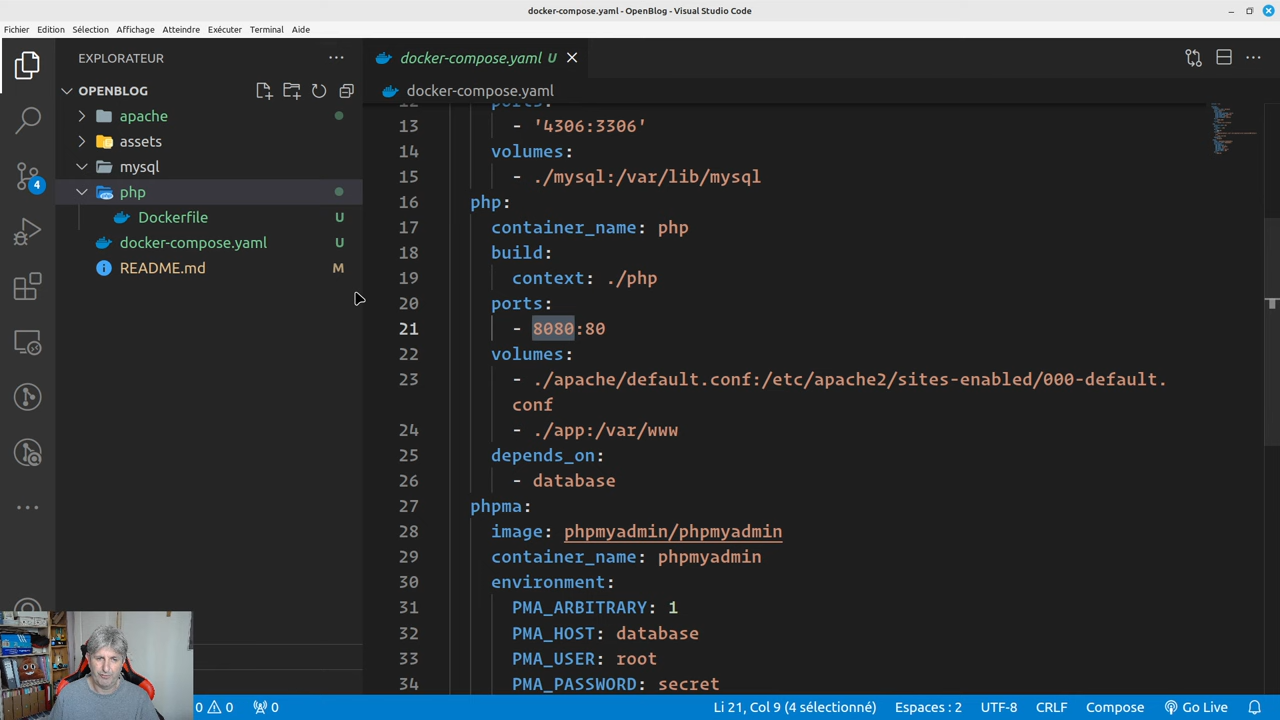 docker-compose.yaml - OpenBlog - Visual Studio Code
Fichier Edition Sélection Affichage Atteindre Exécuter Terminal Aide
EXPLORATEUR
docker-compose.yaml U
OPENBLOG
docker-compose.yaml
apache
assets
mysql
php
Dockerfile U
docker-compose.yaml U
README.md M
4
12 ports:
13 - '4306:3306'
14 volumes:
15 - ./mysql:/var/lib/mysql
16 php:
17 container_name: php
18 build:
19 context: ./php
20 ports:
21 - 8080:80
22 volumes:
23 - ./apache/default.conf:/etc/apache2/sites-enabled/000-default.
conf
24 - ./app:/var/www
25 depends_on:
26 - database
27 phpma:
28 image: phpmyadmin/phpmyadmin
29 container_name: phpmyadmin
30 environment:
31 PMA_ARBITRARY: 1
32 PMA_HOST: database
33 PMA_USER: root
34 PMA_PASSWORD: secret
0 0 0 Li 21, Col 9 (4 sélectionné) Espaces : 2 UTF-8 CRLF Compose Go Live